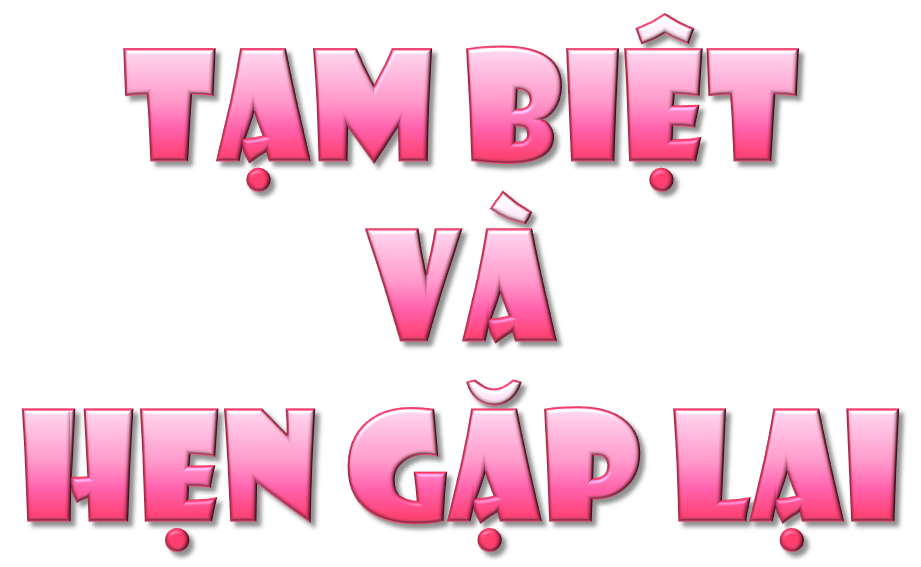 TẠM BIỆT
VÀ
HẸN GẶP LẠI